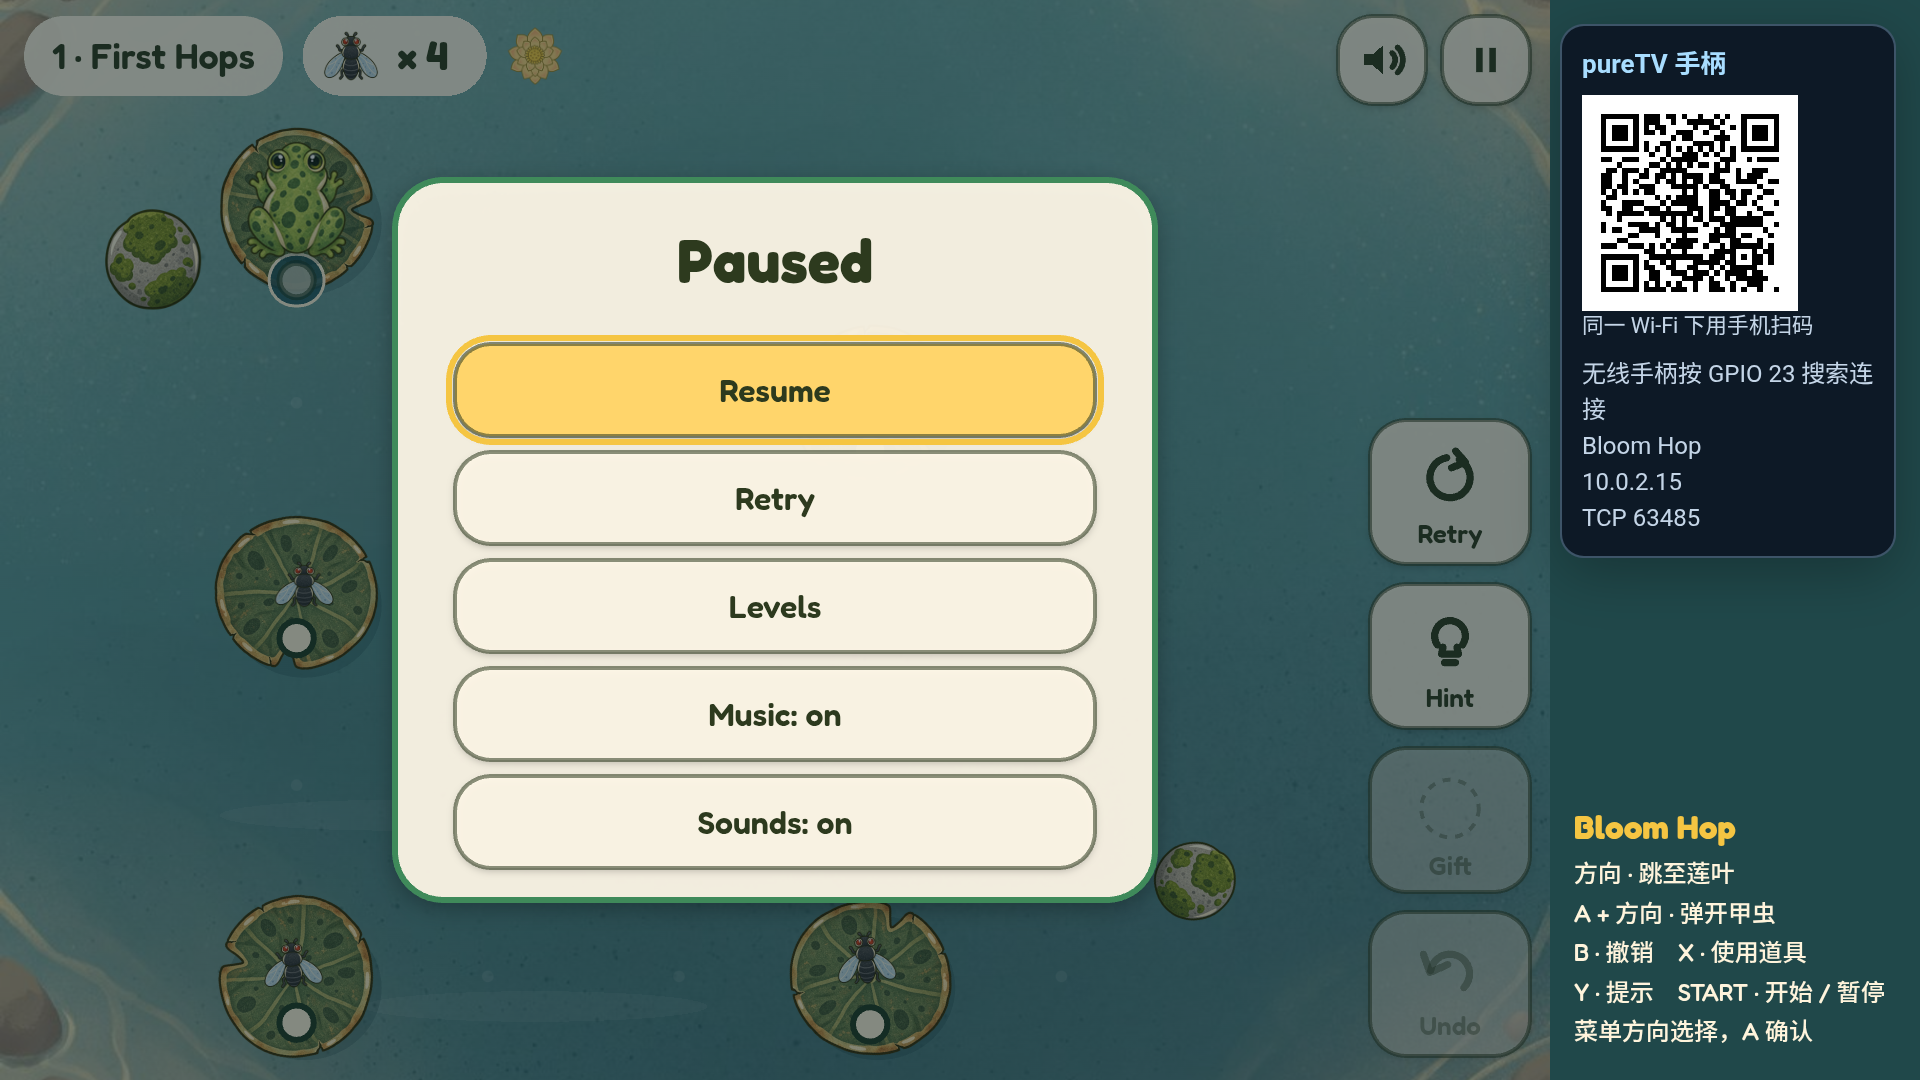 1 · First Hops
x 4
Paused
Resume
Retry
Levels
Music: on
Sounds: on
Retry
Hint
Gift
Undo
pureTV 手柄
同一 Wi-Fi 下用手机扫码
无线手柄按 GPIO 23 搜索连
接
Bloom Hop
10.0.2.15
TCP 63485
Bloom Hop
方向 · 跳至莲叶
A + 方向 · 弹开甲虫
B · 撤销 X · 使用道具
Y · 提示 START · 开始 / 暂停
菜单方向选择，A 确认